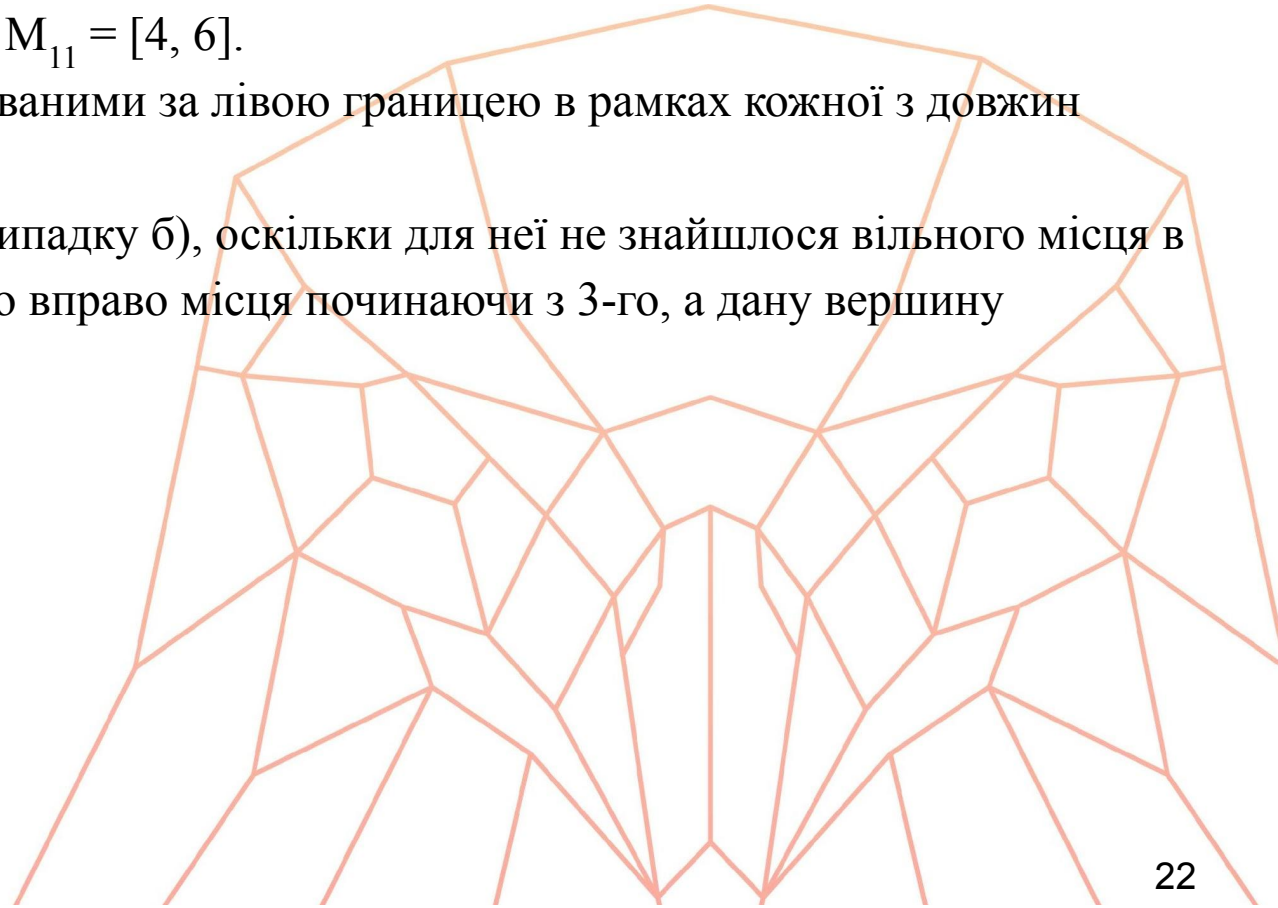 M₁₁ = [4, 6].
ваними за лівою границею в рамках кожної з довжин
ипадку б), оскільки для неї не знайшлося вільного місця в
о вправо місця починаючи з 3-го, а дану вершину
22